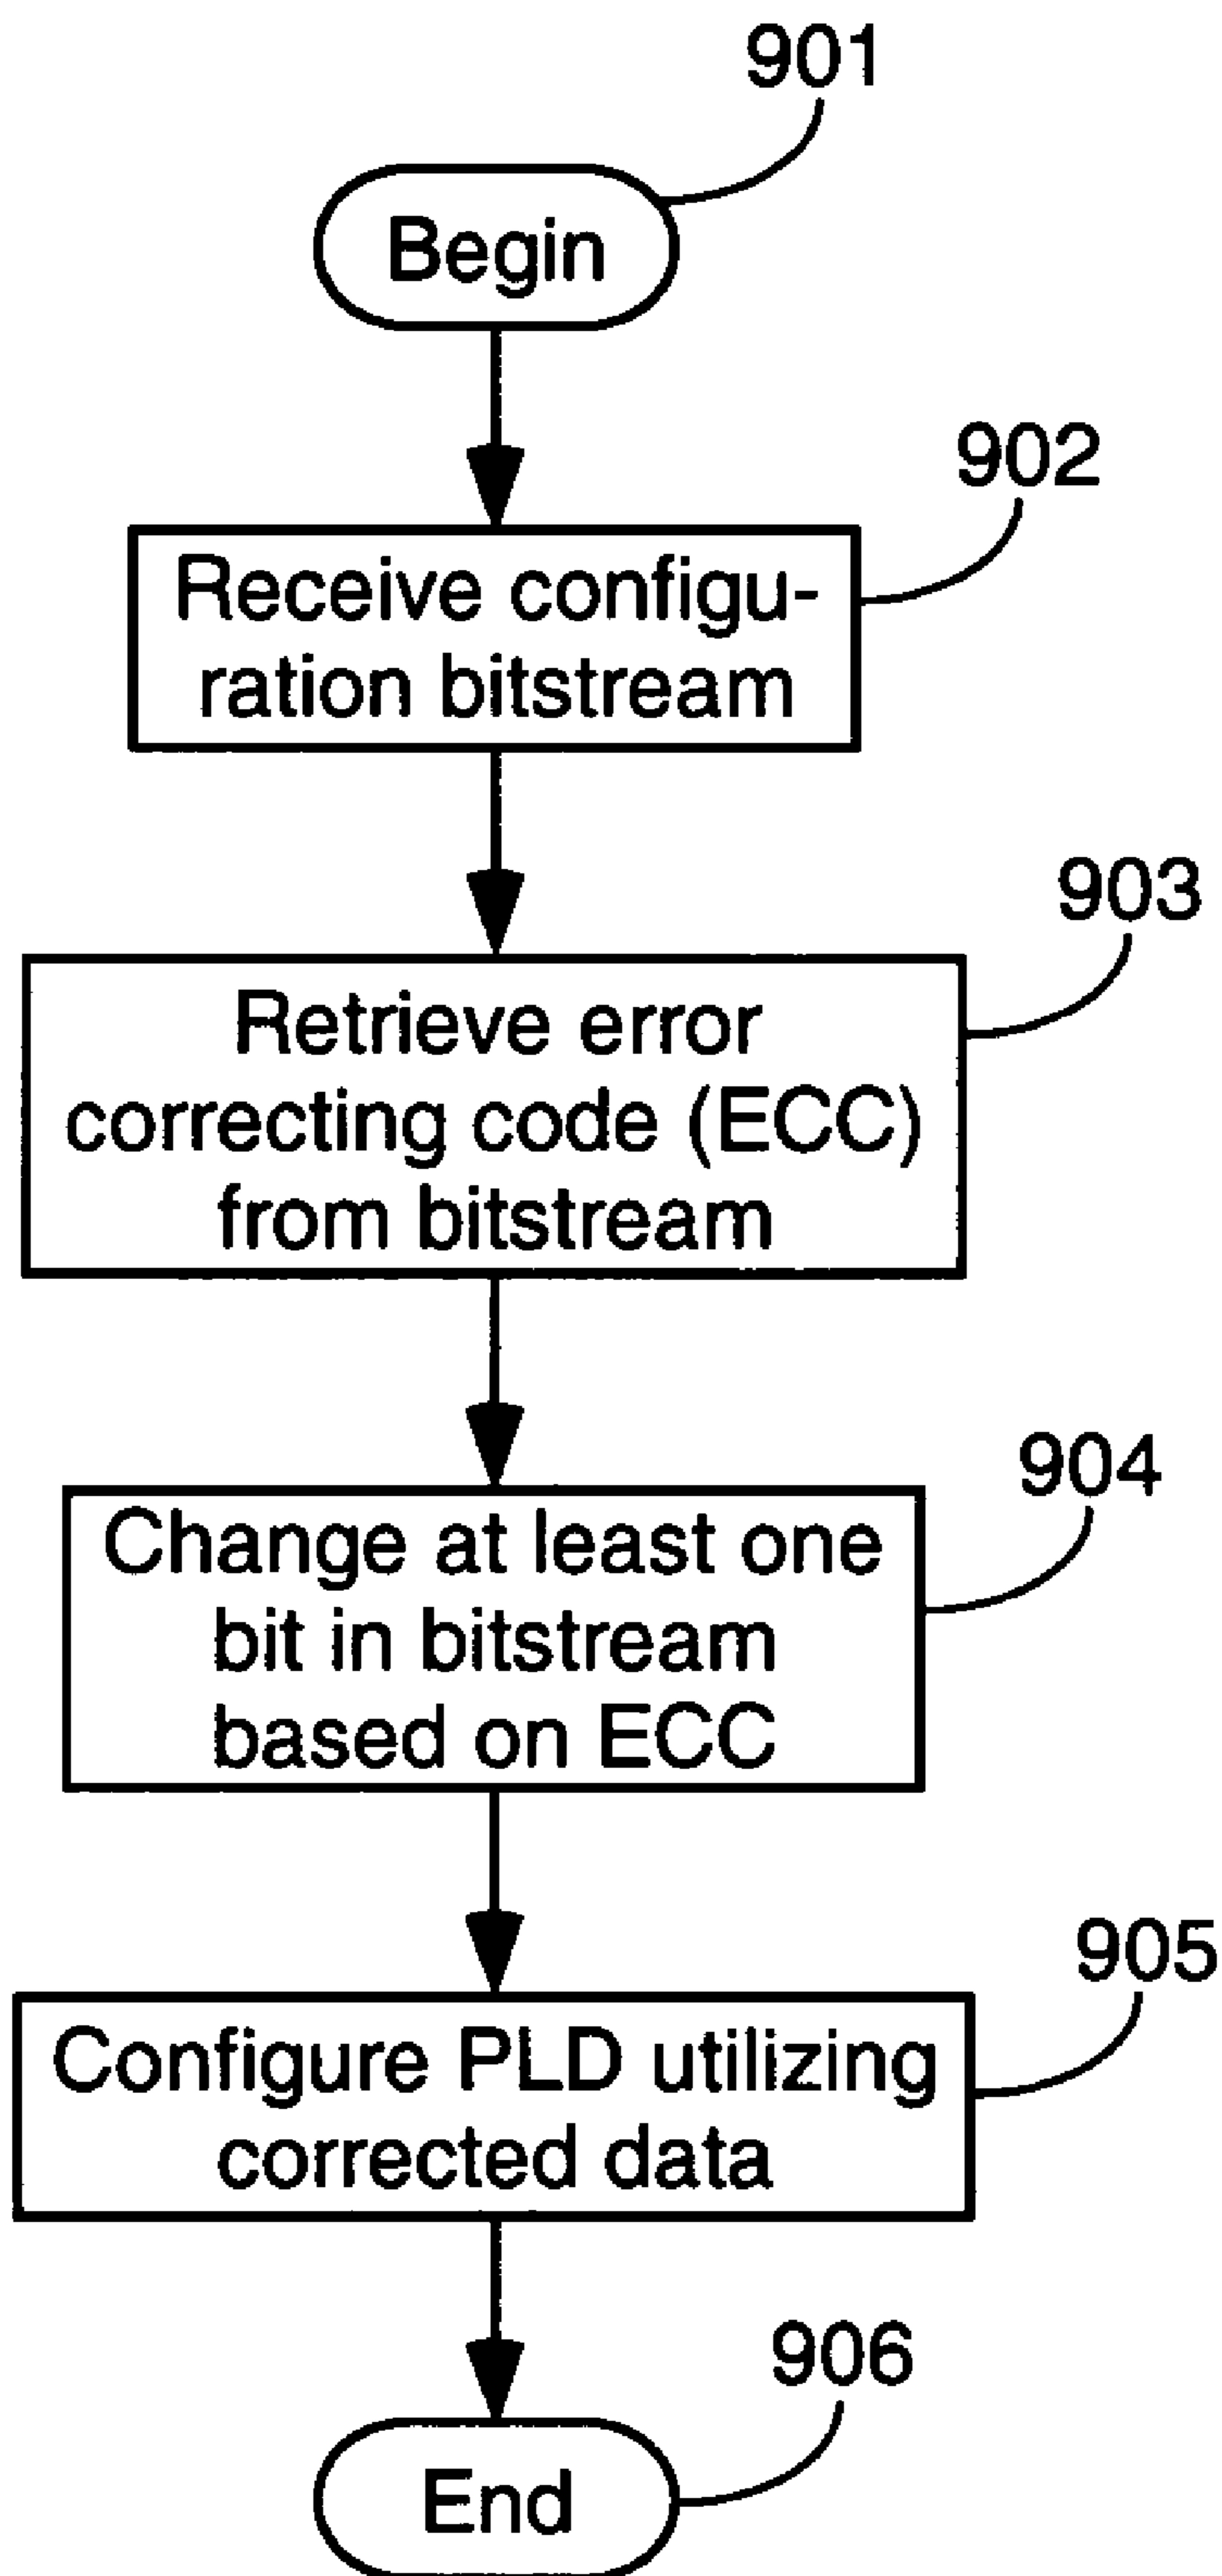 901
Begin
902
Receive configu-
ration bitstream
903
Retrieve error
correcting code (ECC)
from bitstream
904
Change at least one
bit in bitstream
based on ECC
905
Configure PLD utilizing
corrected data
906
End